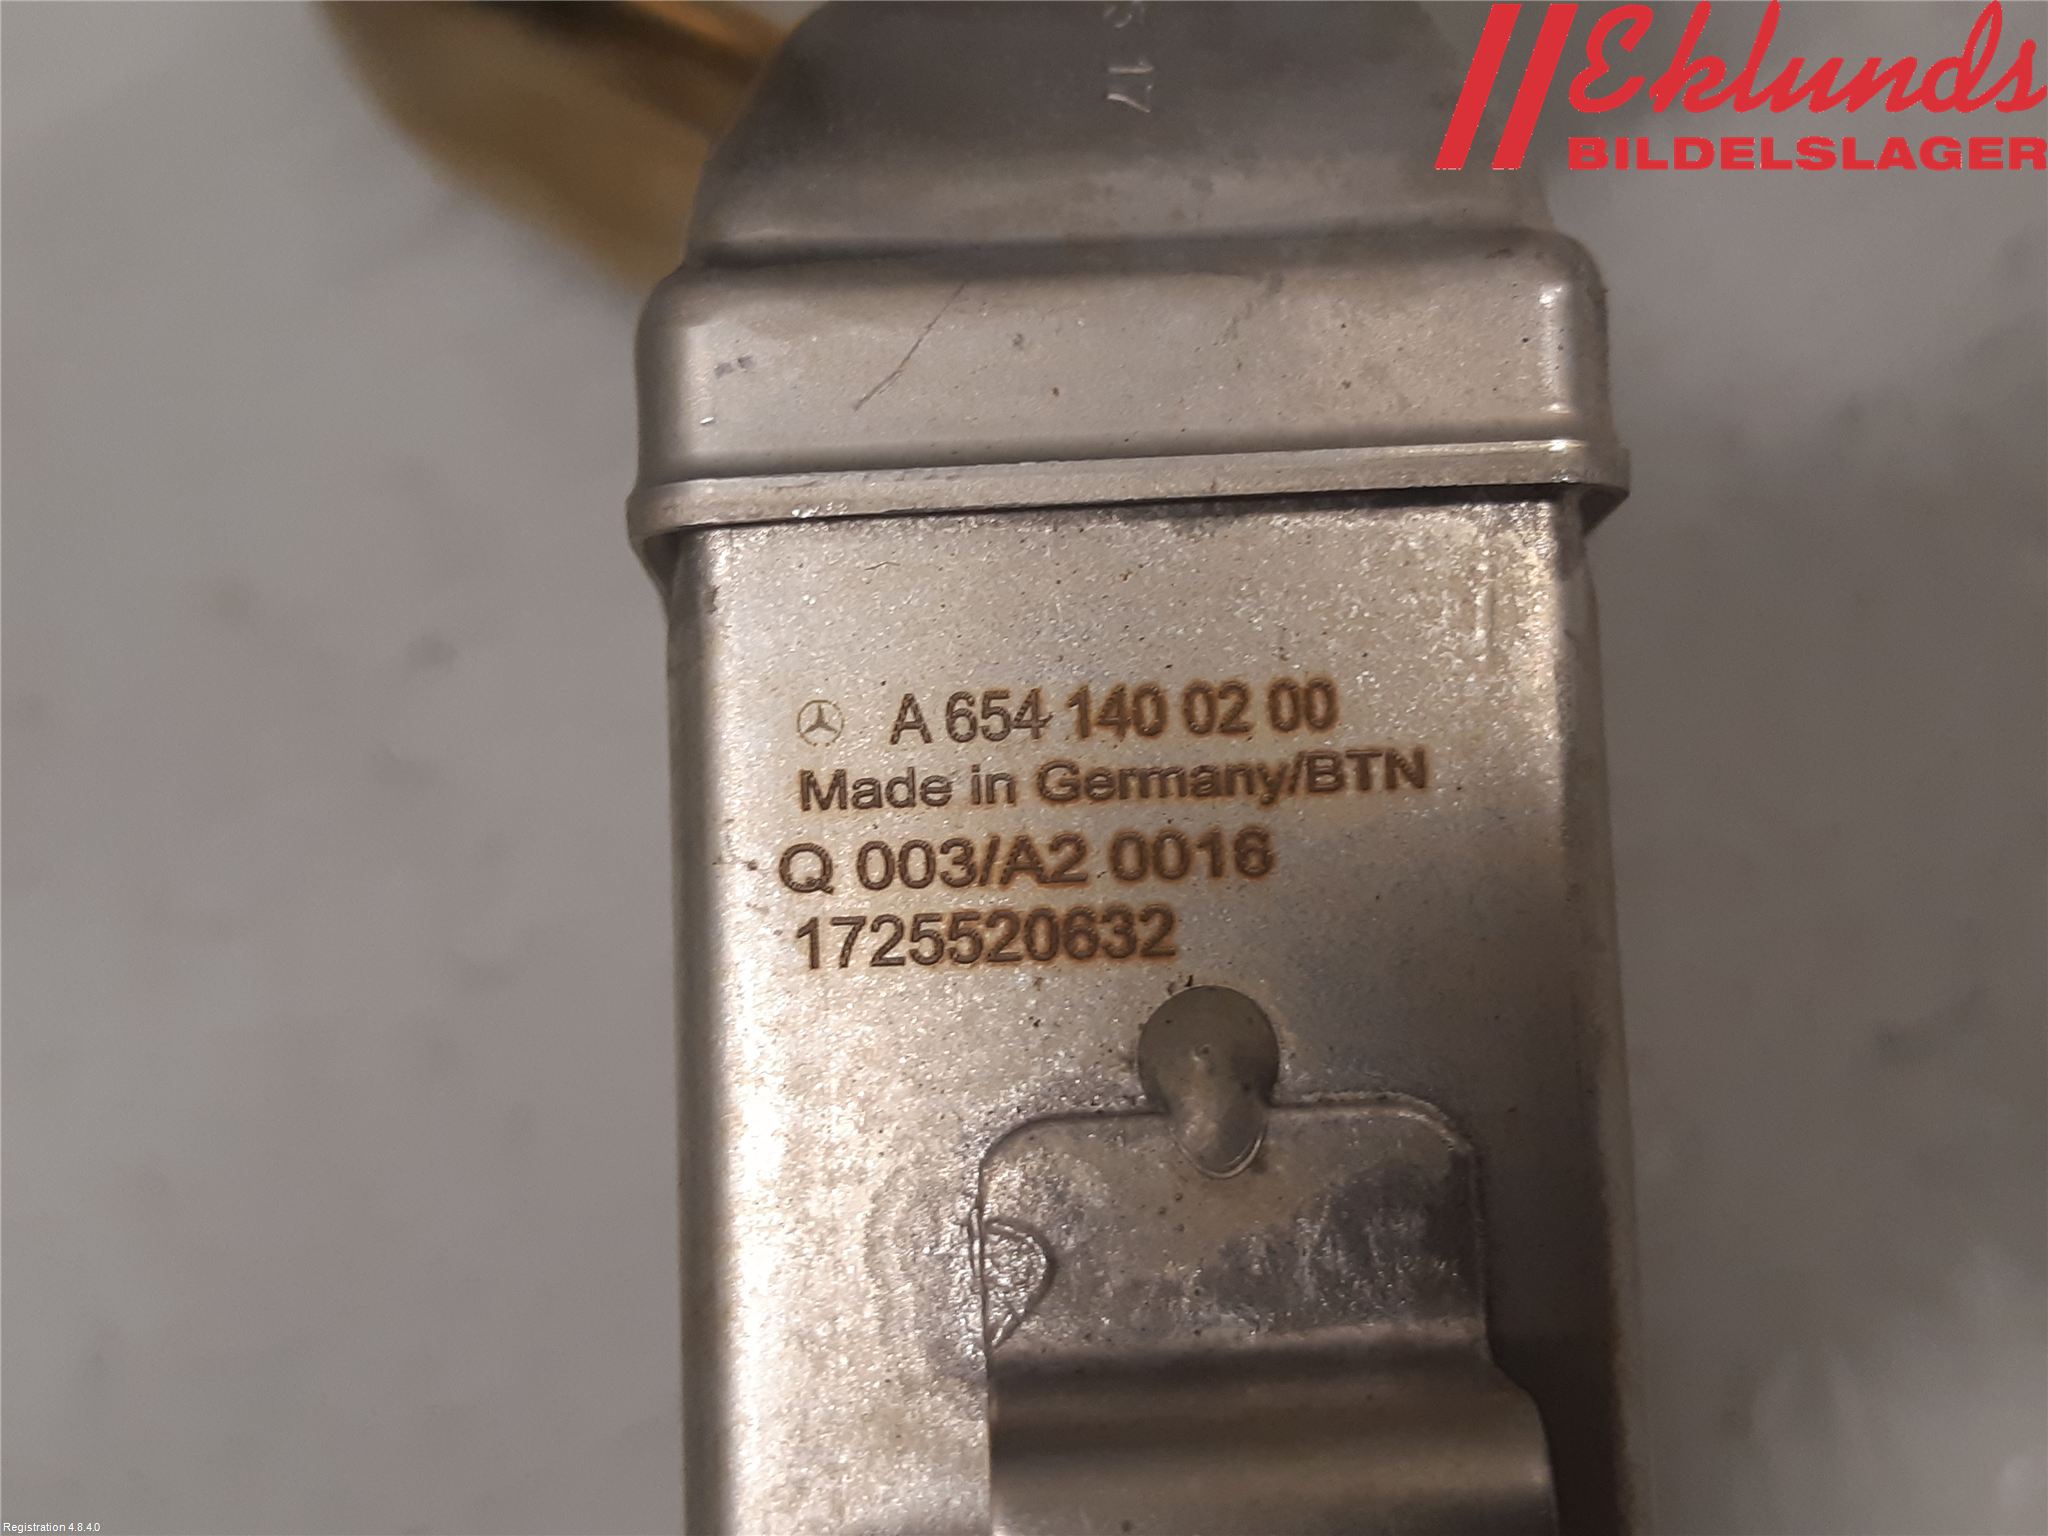 Eklunds
BILDELSLAGER
17
A 654 140 02 00
Made in Germany/BTN
Q 003/A2 0016
1725520632
Registration 4.8.4.0